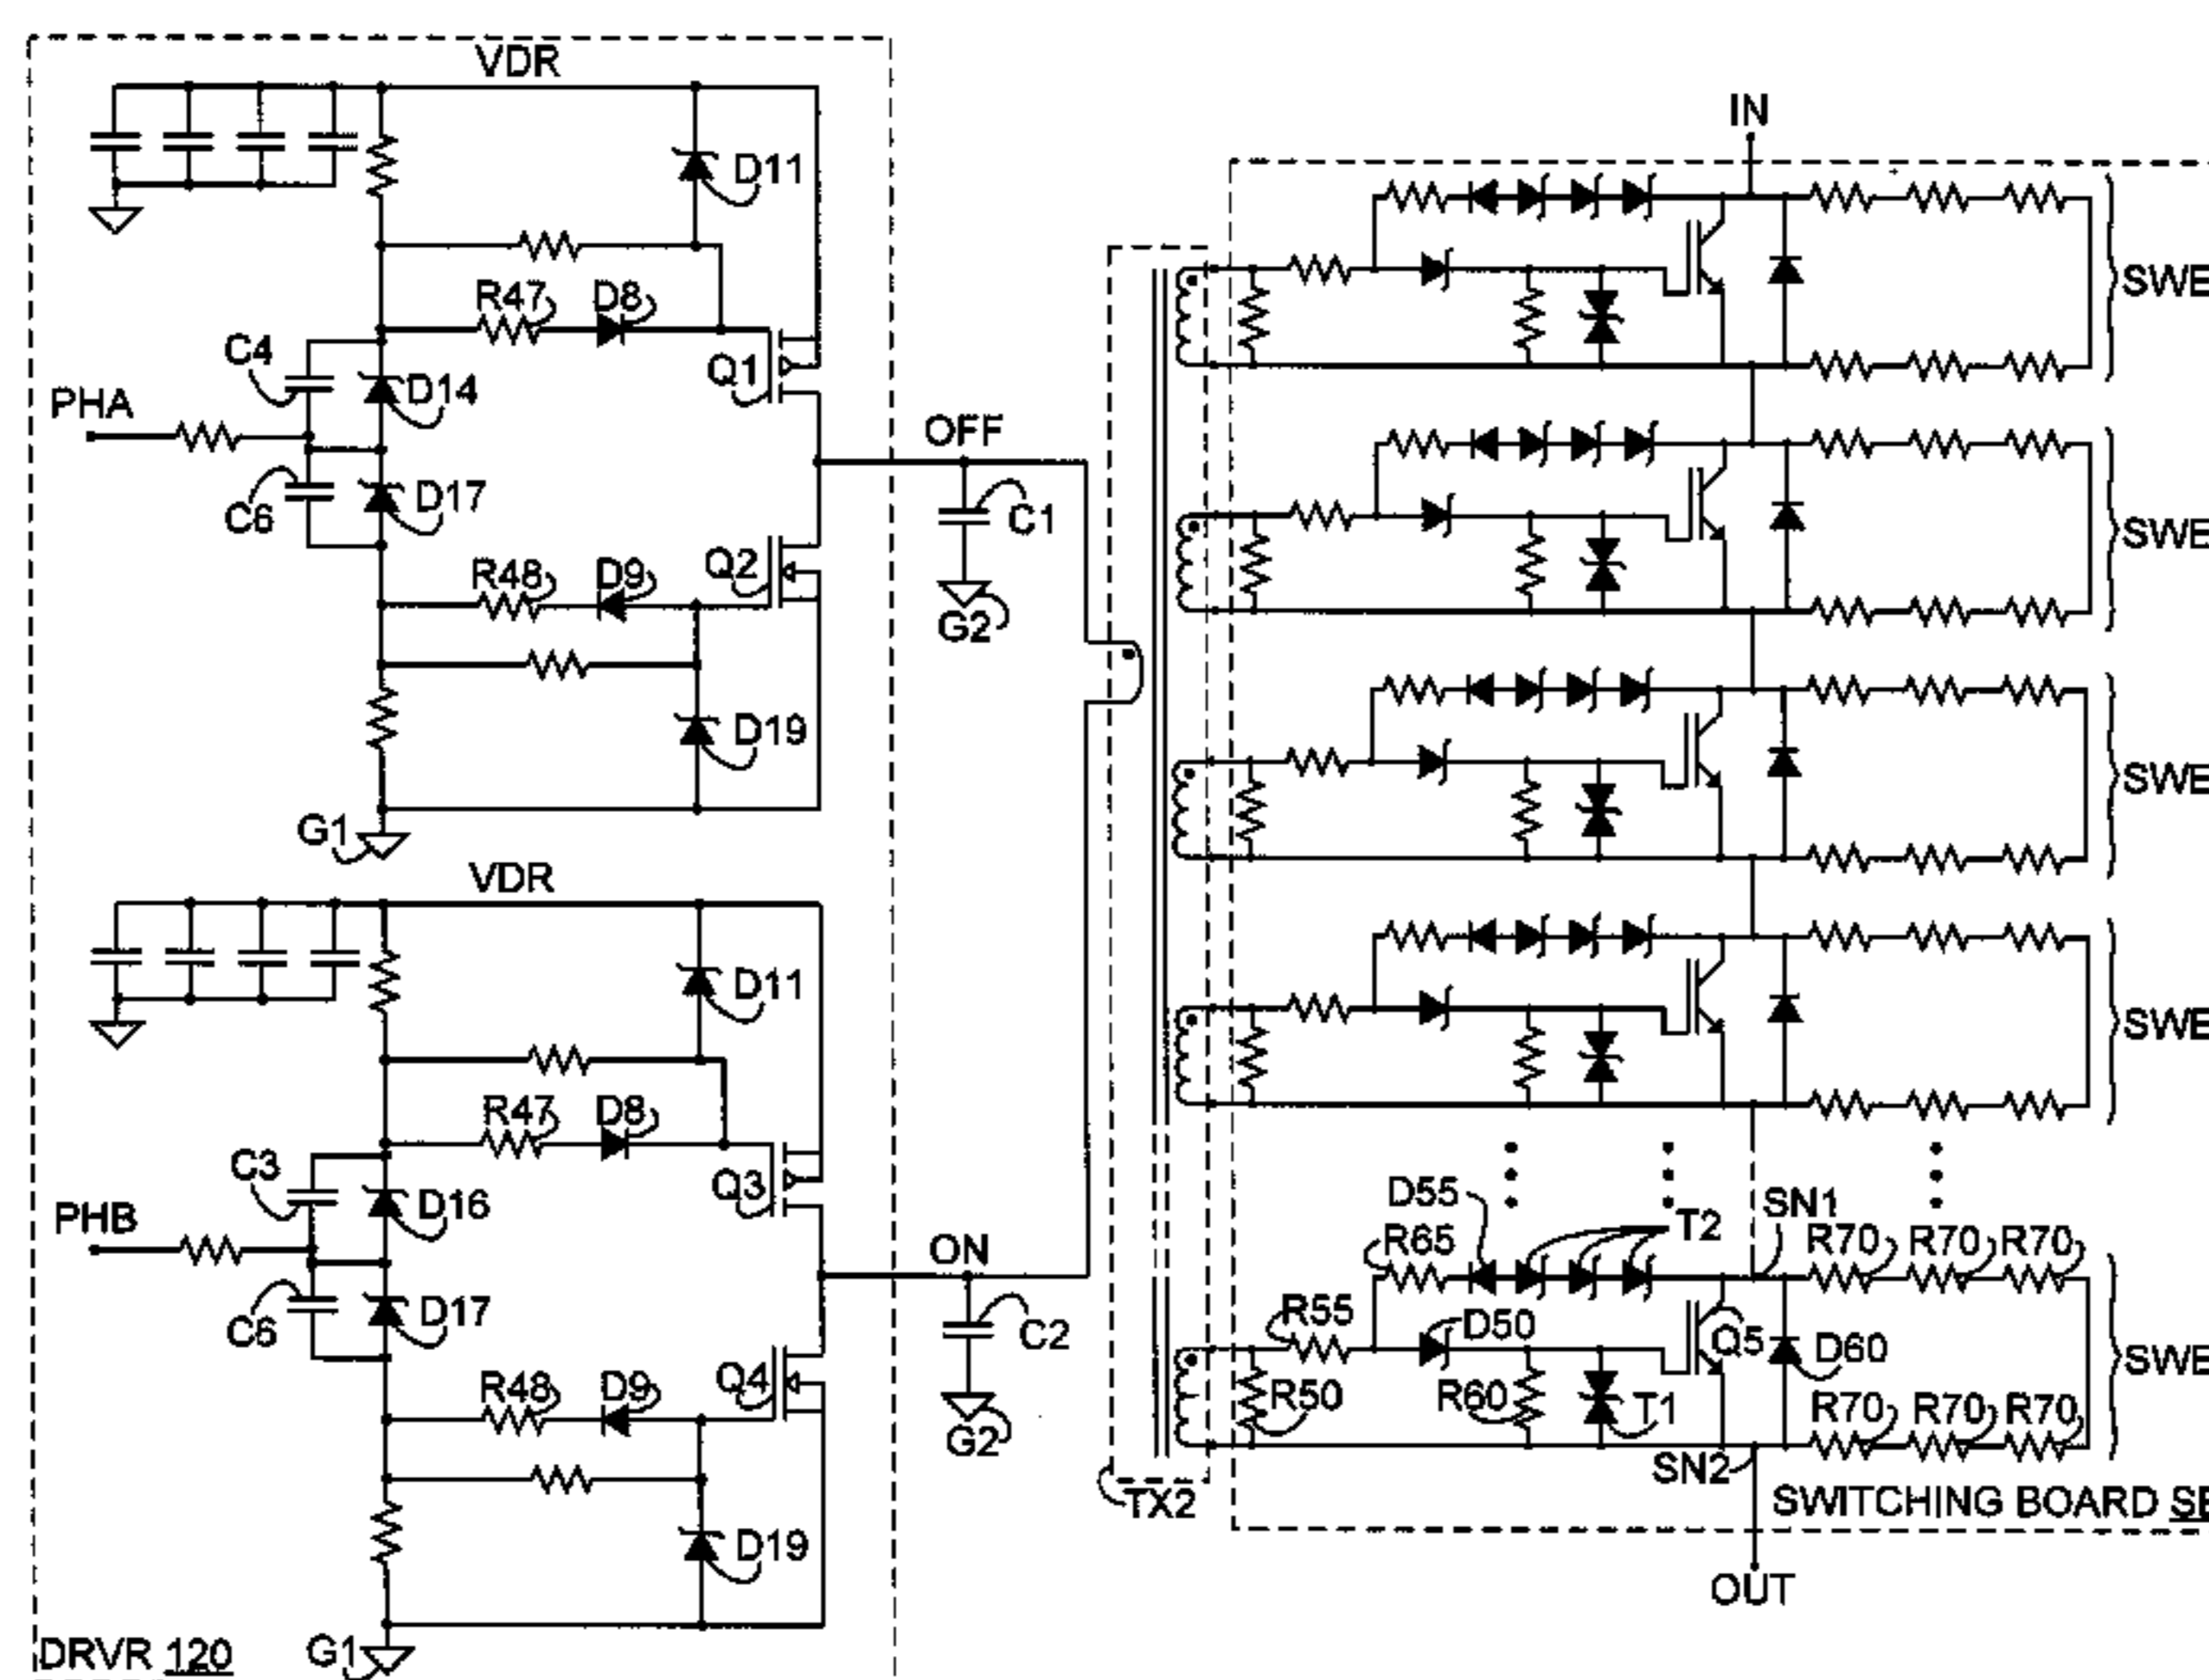 VDR
D11
R47
D8
C4
Q1
D14
PHA
OFF
C6
D17
C1
R48
D9
Q2
G2
D19
G1
VDR
D11
R47
D8
C3
Q3
D16
PHB
ON
C6
D17
C2
R48
D9
Q4
G2
D19
G1
DRVR 120
TX2
IN
SWE
SWE
SWE
SWE
D55
T2
SN1
R65
R70
R70
R70
R55
D50
Q5
D60
SWE
R50
R60
T1
R70
R70
R70
SN2
SWITCHING BOARD
OUT